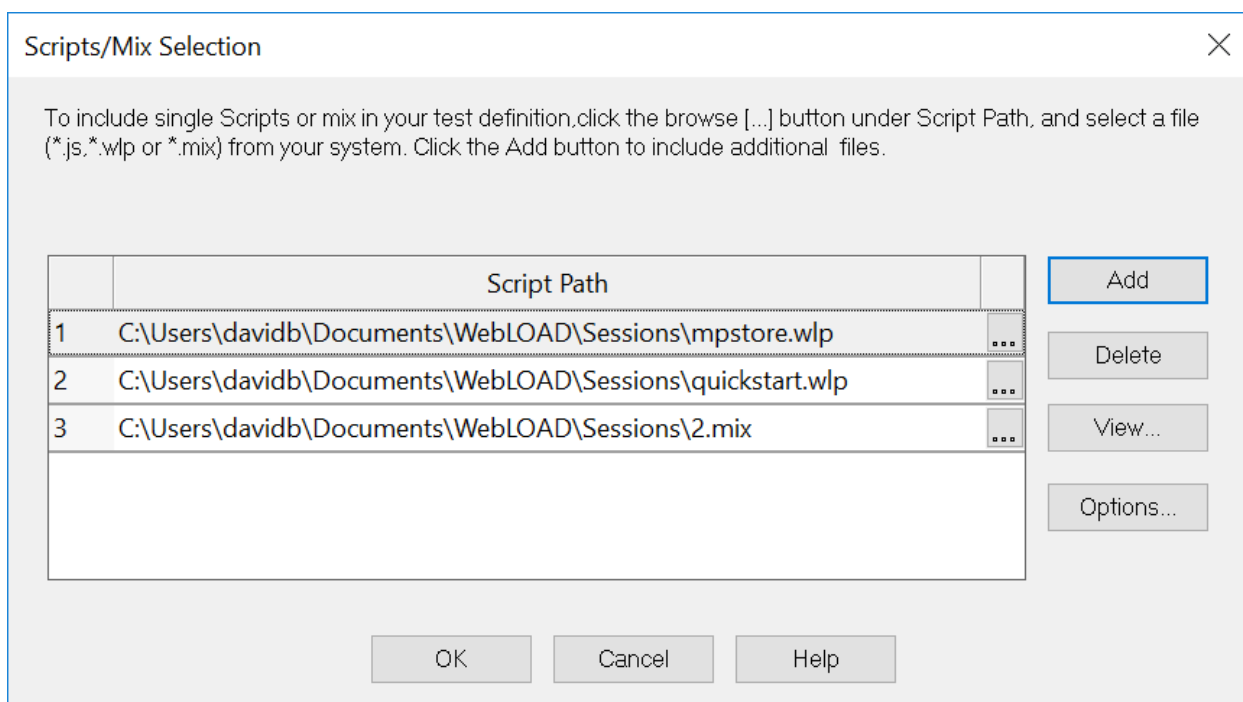 Scripts/Mix Selection
To include single Scripts or mix in your test definition,click the browse [...] button under Script Path, and select a file
(*.js,*.wlp or *.mix) from your system. Click the Add button to include additional files.
Script Path
Add
1 C:\Users\davidb\Documents\WebLOAD\Sessions\mpstore.wlp ...
Delete
2 C:\Users\davidb\Documents\WebLOAD\Sessions\quickstart.wlp ...
3 C:\Users\davidb\Documents\WebLOAD\Sessions\2.mix ...
View...
Options...
OK Cancel Help